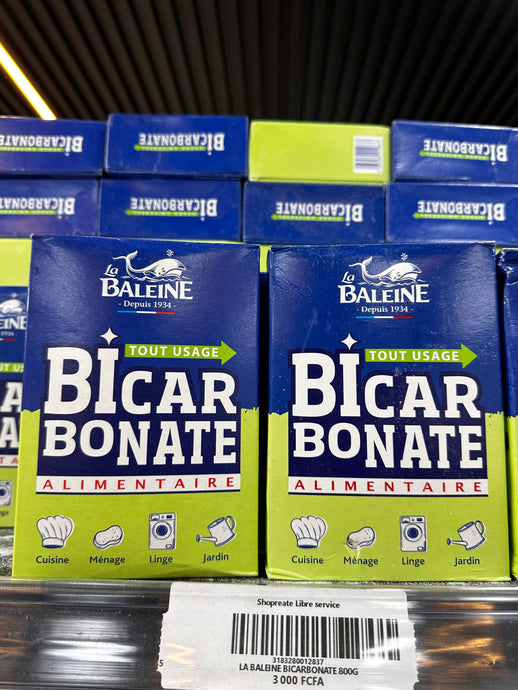 BICARBONATE
BICARBONATE
BICARBONATE
BICARBONATE
BICARBONATE
BICARBONATE
BALEINE
La
BALEINE
- Depuis 1934 -
TOUT USAGE
BICAR
BONATE
ALIMENTAIRE
Cuisine Ménage Linge Jardin
La
BALEINE
- Depuis 1934 -
TOUT USAGE
BICAR
BONATE
ALIMENTAIRE
Cuisine Ménage Linge Jardin
Shopreate Libre service
3183280012837
LA BALEINE BICARBONATE 800G
3 000 FCFA